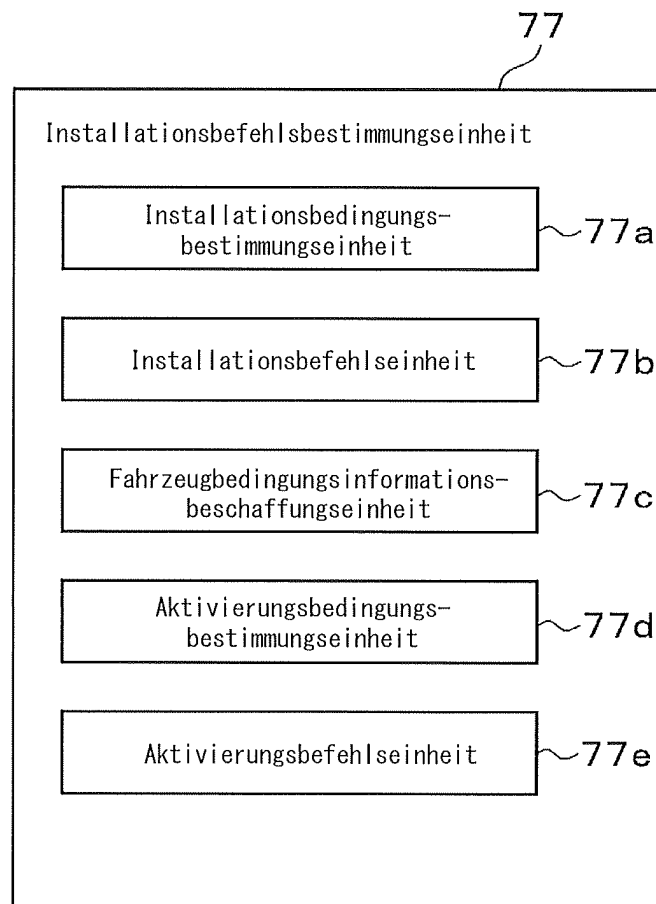 77
Installationsbefehlsbestimmungseinheit
Installationsbedingungs-
bestimmungseinheit
77a
Installationsbefehlseinheit
77b
Fahrzeugbedingungsinformations-
beschaffungseinheit
77c
Aktivierungsbedingungs-
bestimmungseinheit
77d
Aktivierungsbefehlseinheit
77e